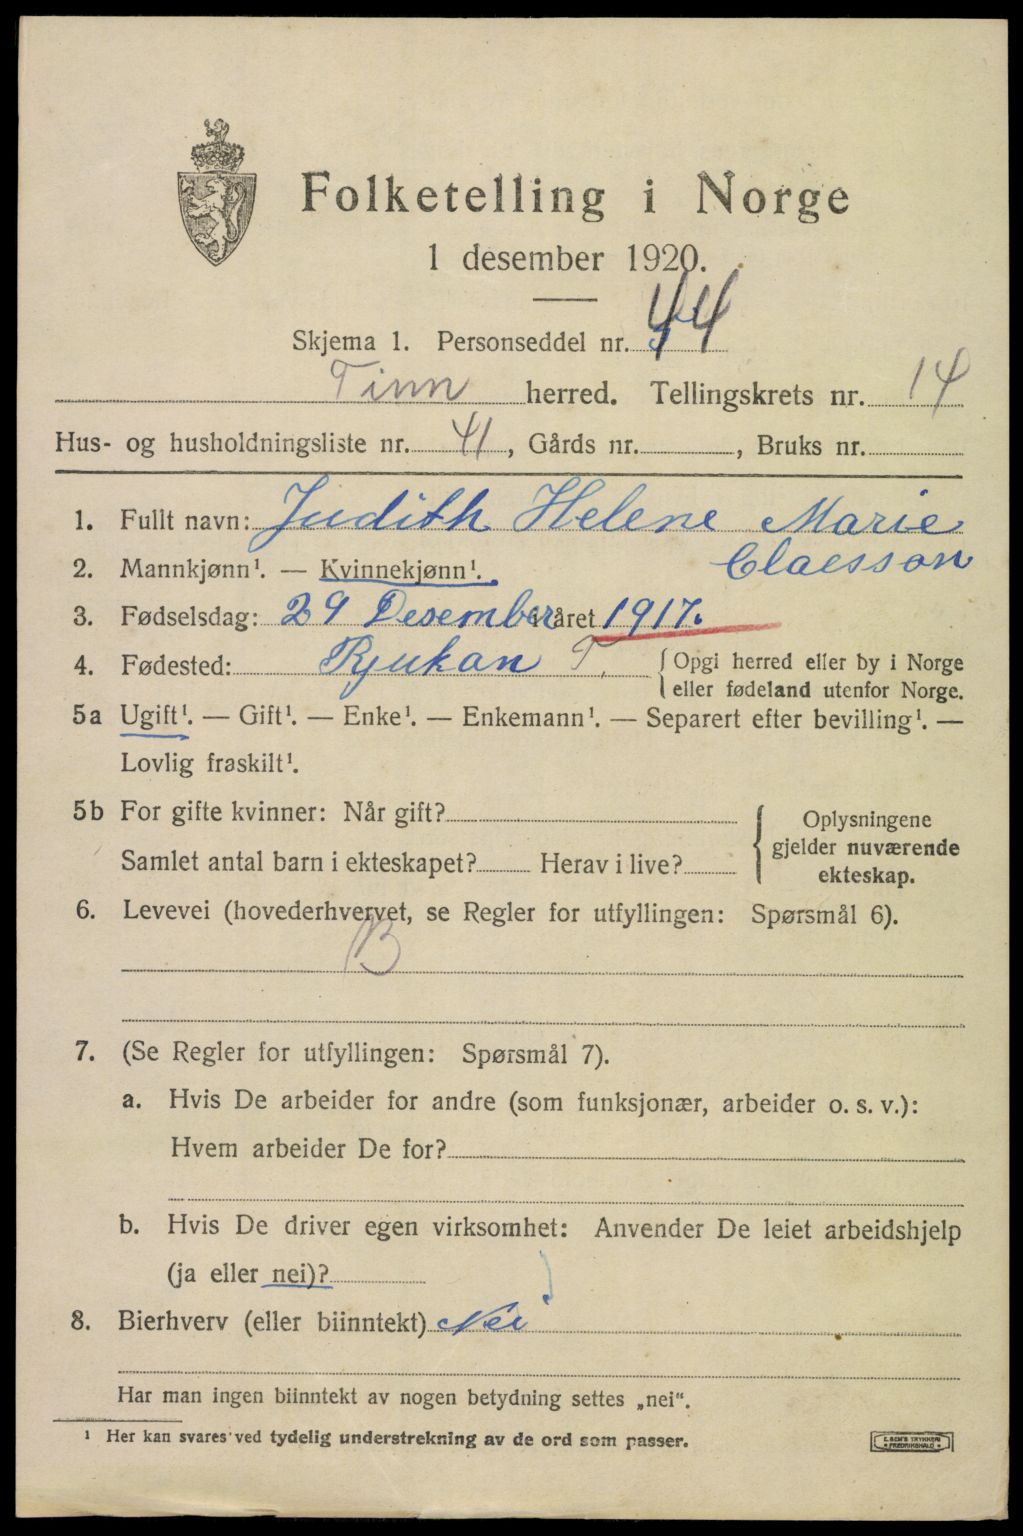 Folketelling i Norge
1 desember 1920.
Skjema 1. Personseddel nr. 44
Tinn herred. Tellingskrets nr. 14
Hus- og husholdningsliste nr. 41, Gårds nr. , Bruks nr.
1. Fullt navn: Judith Helene Marie
Claesson
2. Mannkjønn¹. — Kvinnekjønn¹.
3. Fødselsdag: 29 Desember i året 1917.
4. Fødested: Rjukan T. { Opgi herred eller by i Norge
eller fødeland utenfor Norge.
5a Ugift¹. — Gift¹. — Enke¹. — Enkemann¹. — Separert efter bevilling¹. —
Lovlig fraskilt¹.
5b For gifte kvinner: Når gift?
Samlet antal barn i ekteskapet? Herav i live?
{ Oplysningene
gjelder nuværende
ekteskap.
6. Levevei (hovederhvervet, se Regler for utfyllingen: Spørsmål 6).
B
7. (Se Regler for utfyllingen: Spørsmål 7).
a. Hvis De arbeider for andre (som funksjonær, arbeider o. s. v.):
Hvem arbeider De for?
b. Hvis De driver egen virksomhet: Anvender De leiet arbeidshjelp
(ja eller nei)?
8. Bierhverv (eller biinntekt) Nei
Har man ingen biinntekt av nogen betydning settes „nei“.
¹ Her kan svares ved tydelig understrekning av de ord som passer.
E. SEM'S TRYKKERI
FREDRIKSHALD